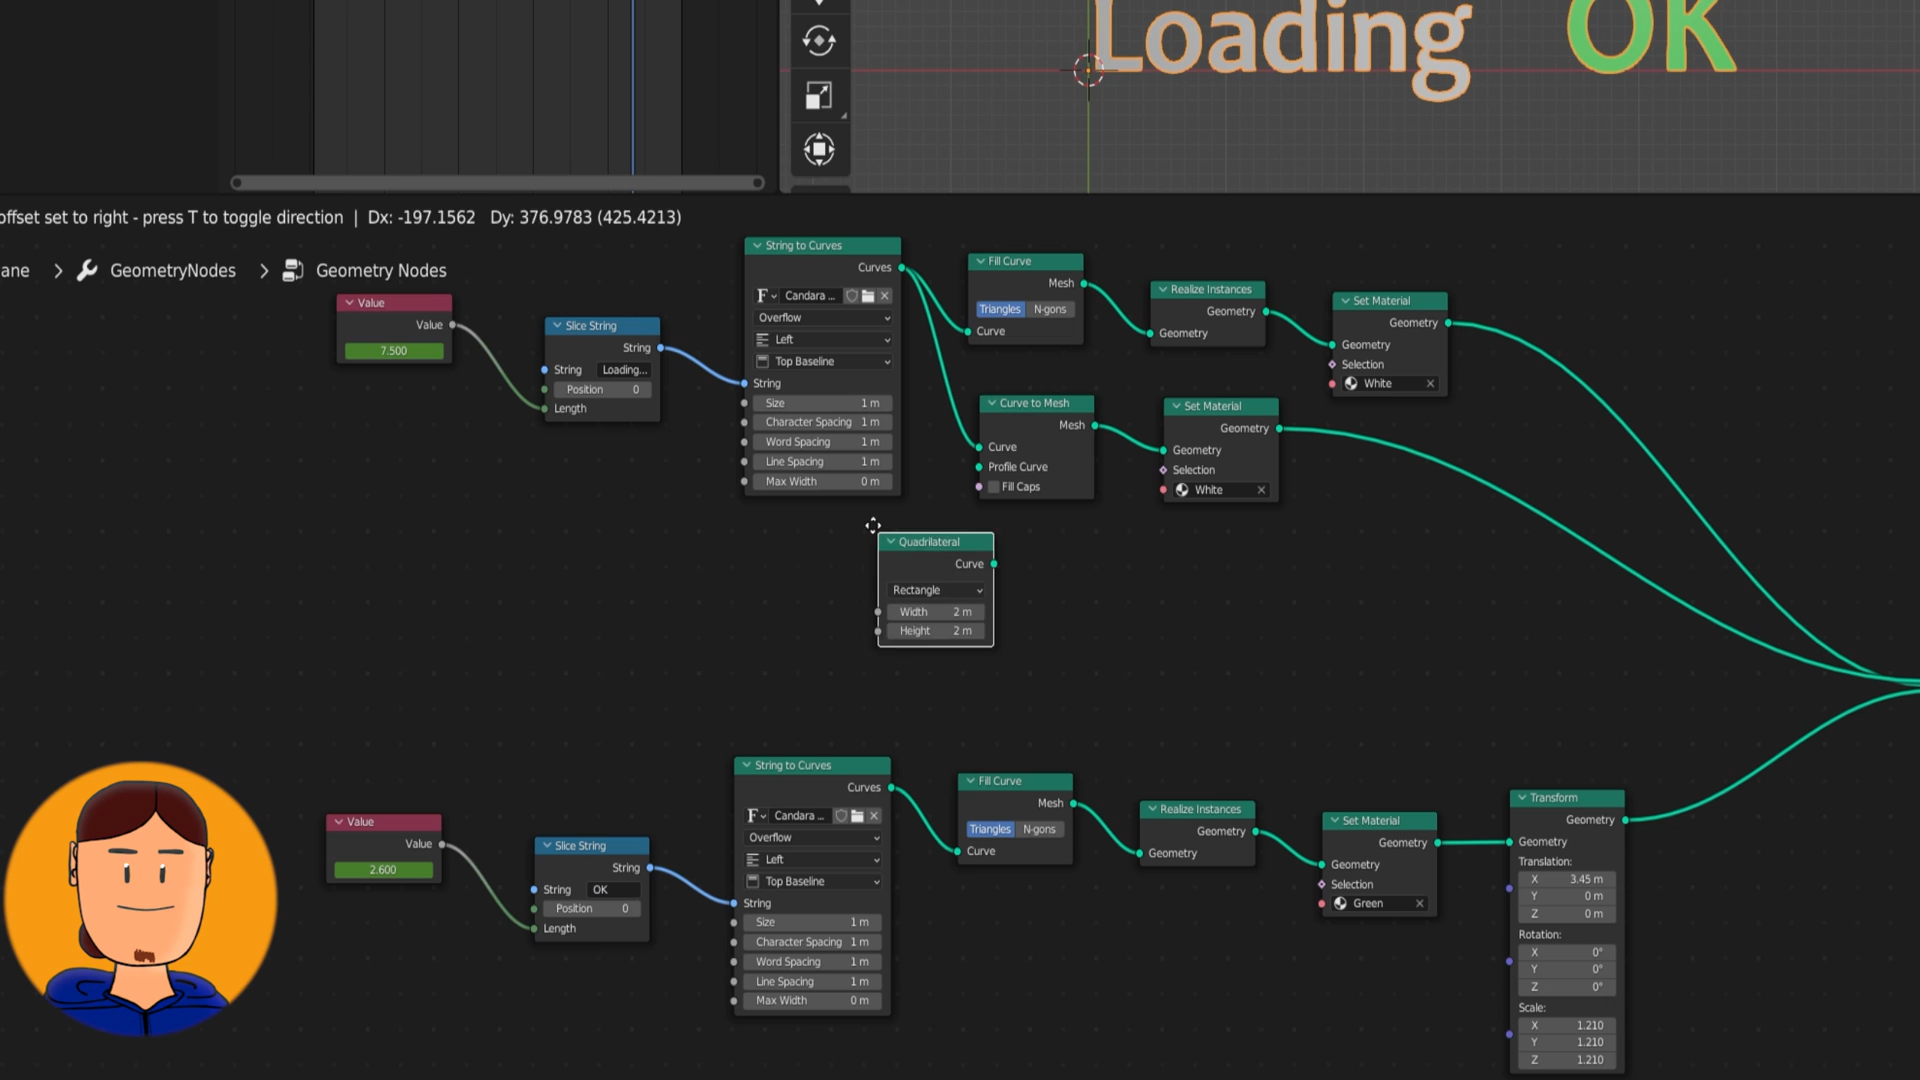 Loading OK
offset set to right - press T to toggle direction | Dx: -197.1562 Dy: 376.9783 (425.4213)
ane > GeometryNodes > Geometry Nodes
Value
Value
7.500
Slice String
String
String Loading...
Position 0
Length
String to Curves
Curves
F Candara ...
Overflow
Left
Top Baseline
String
Size 1 m
Character Spacing 1 m
Word Spacing 1 m
Line Spacing 1 m
Max Width 0 m
Fill Curve
Mesh
Triangles N-gons
Curve
Realize Instances
Geometry
Geometry
Set Material
Geometry
Geometry
Selection
White
Curve to Mesh
Mesh
Curve
Profile Curve
Fill Caps
Set Material
Geometry
Geometry
Selection
White
Quadrilateral
Curve
Rectangle
Width 2 m
Height 2 m
Value
Value
2.600
Slice String
String
String OK
Position 0
Length
String to Curves
Curves
F Candara ...
Overflow
Left
Top Baseline
String
Size 1 m
Character Spacing 1 m
Word Spacing 1 m
Line Spacing 1 m
Max Width 0 m
Fill Curve
Mesh
Triangles N-gons
Curve
Realize Instances
Geometry
Geometry
Set Material
Geometry
Geometry
Selection
Green
Transform
Geometry
Geometry
Translation:
X 3.45 m
Y 0 m
Z 0 m
Rotation:
X 0°
Y 0°
Z 0°
Scale:
X 1.210
Y 1.210
Z 1.210